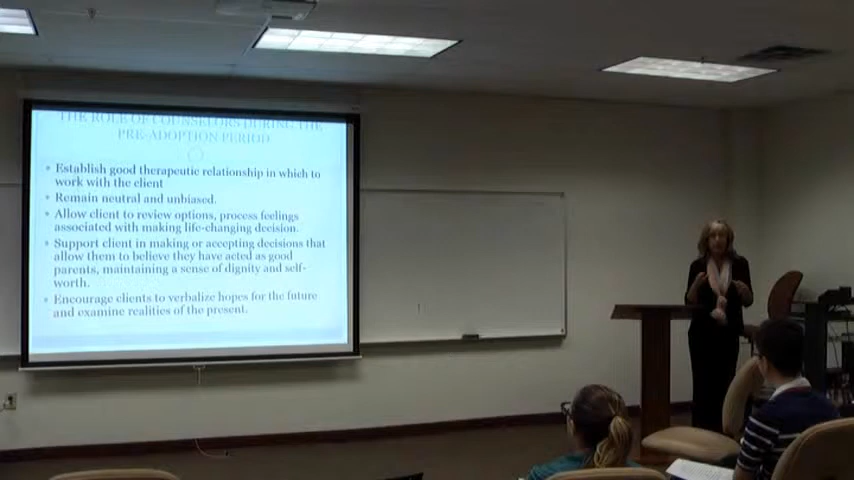 THE ROLE OF COUNSELORS DURING THE
PRE-ADOPTION PERIOD
• Establish good therapeutic relationship in which to
work with the client
• Remain neutral and unbiased.
• Allow client to review options, process feelings
associated with making life-changing decision.
• Support client in making or accepting decisions that
allow them to believe they have acted as good
parents, maintaining a sense of dignity and self-
worth.
• Encourage clients to verbalize hopes for the future
and examine realities of the present.